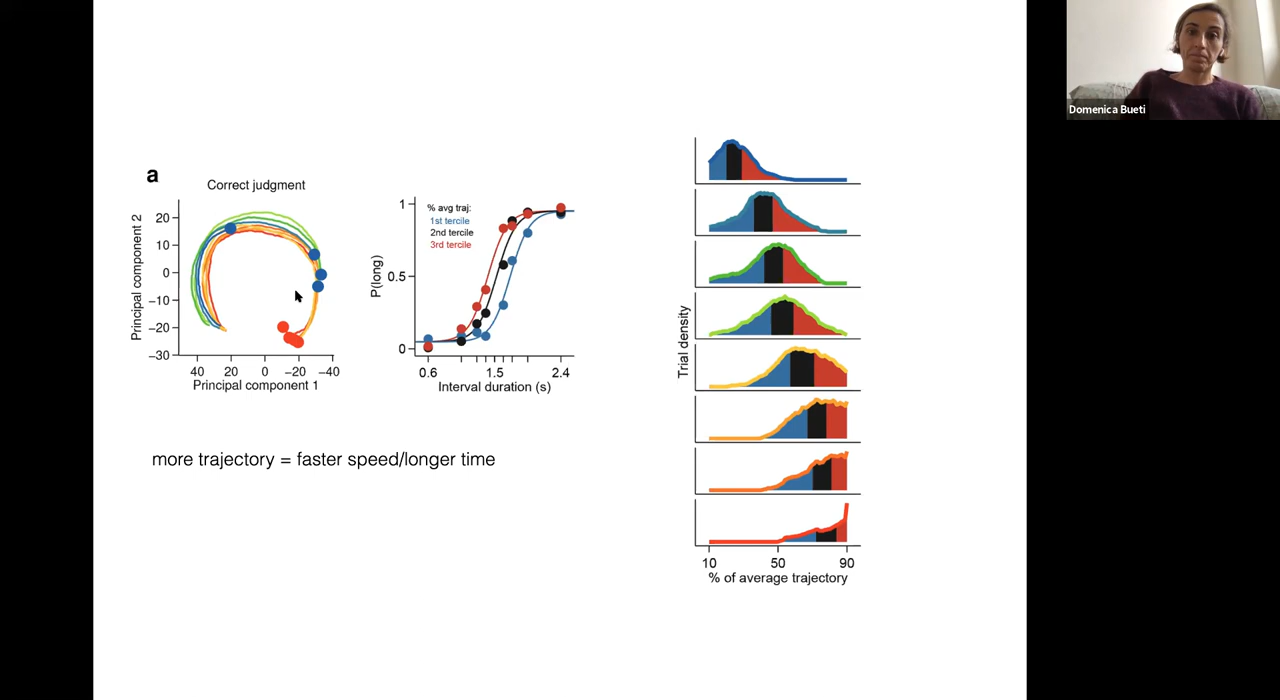 Domenica Bueti
a
Correct judgment
Principal component 2
20
10
0
−10
−20
−30
40 20 0 −20 −40
Principal component 1
P(long)
1
0.5
0
% avg traj:
1st tercile
2nd tercile
3rd tercile
0.6 1.5 2.4
Interval duration (s)
more trajectory = faster speed/longer time
Trial density
10 50 90
% of average trajectory